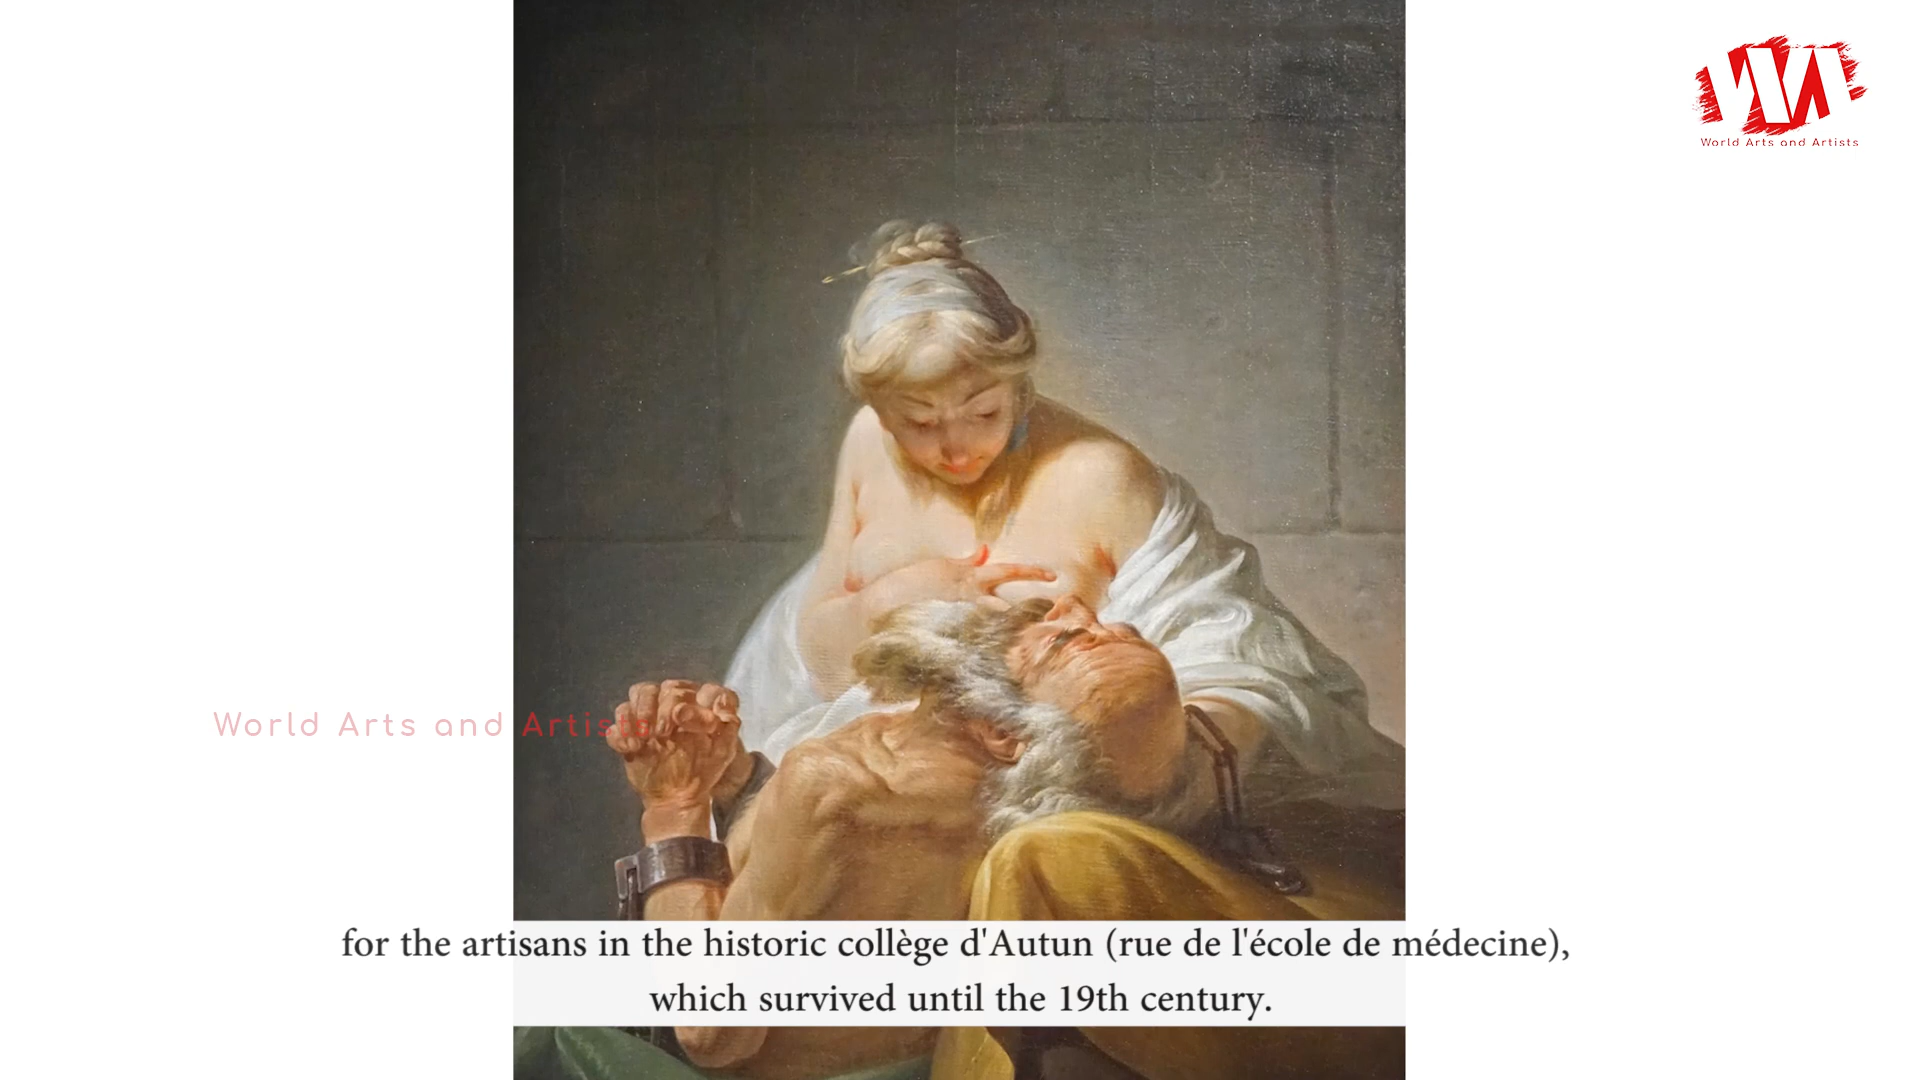 World Arts and Artists
World Arts and Artists
for the artisans in the historic collège d'Autun (rue de l'école de médecine),
which survived until the 19th century.